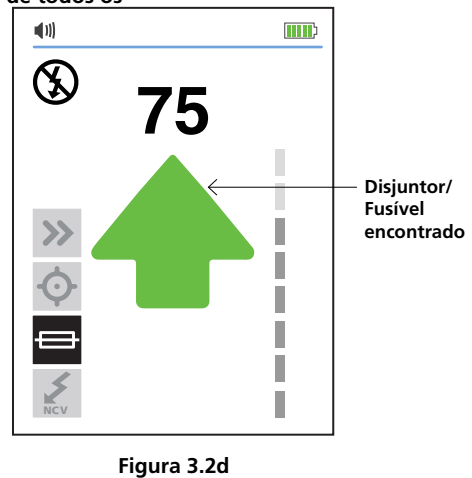 de todos os
75
Disjuntor/
Fusível
encontrado
NCV
Figura 3.2d